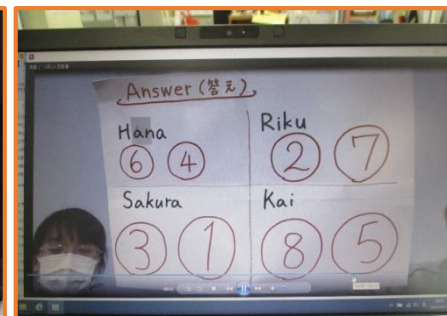 Answer (答え)
Hana
⑥ ④
Riku
② ⑦
Sakura
③ ①
Kai
⑧ ⑤